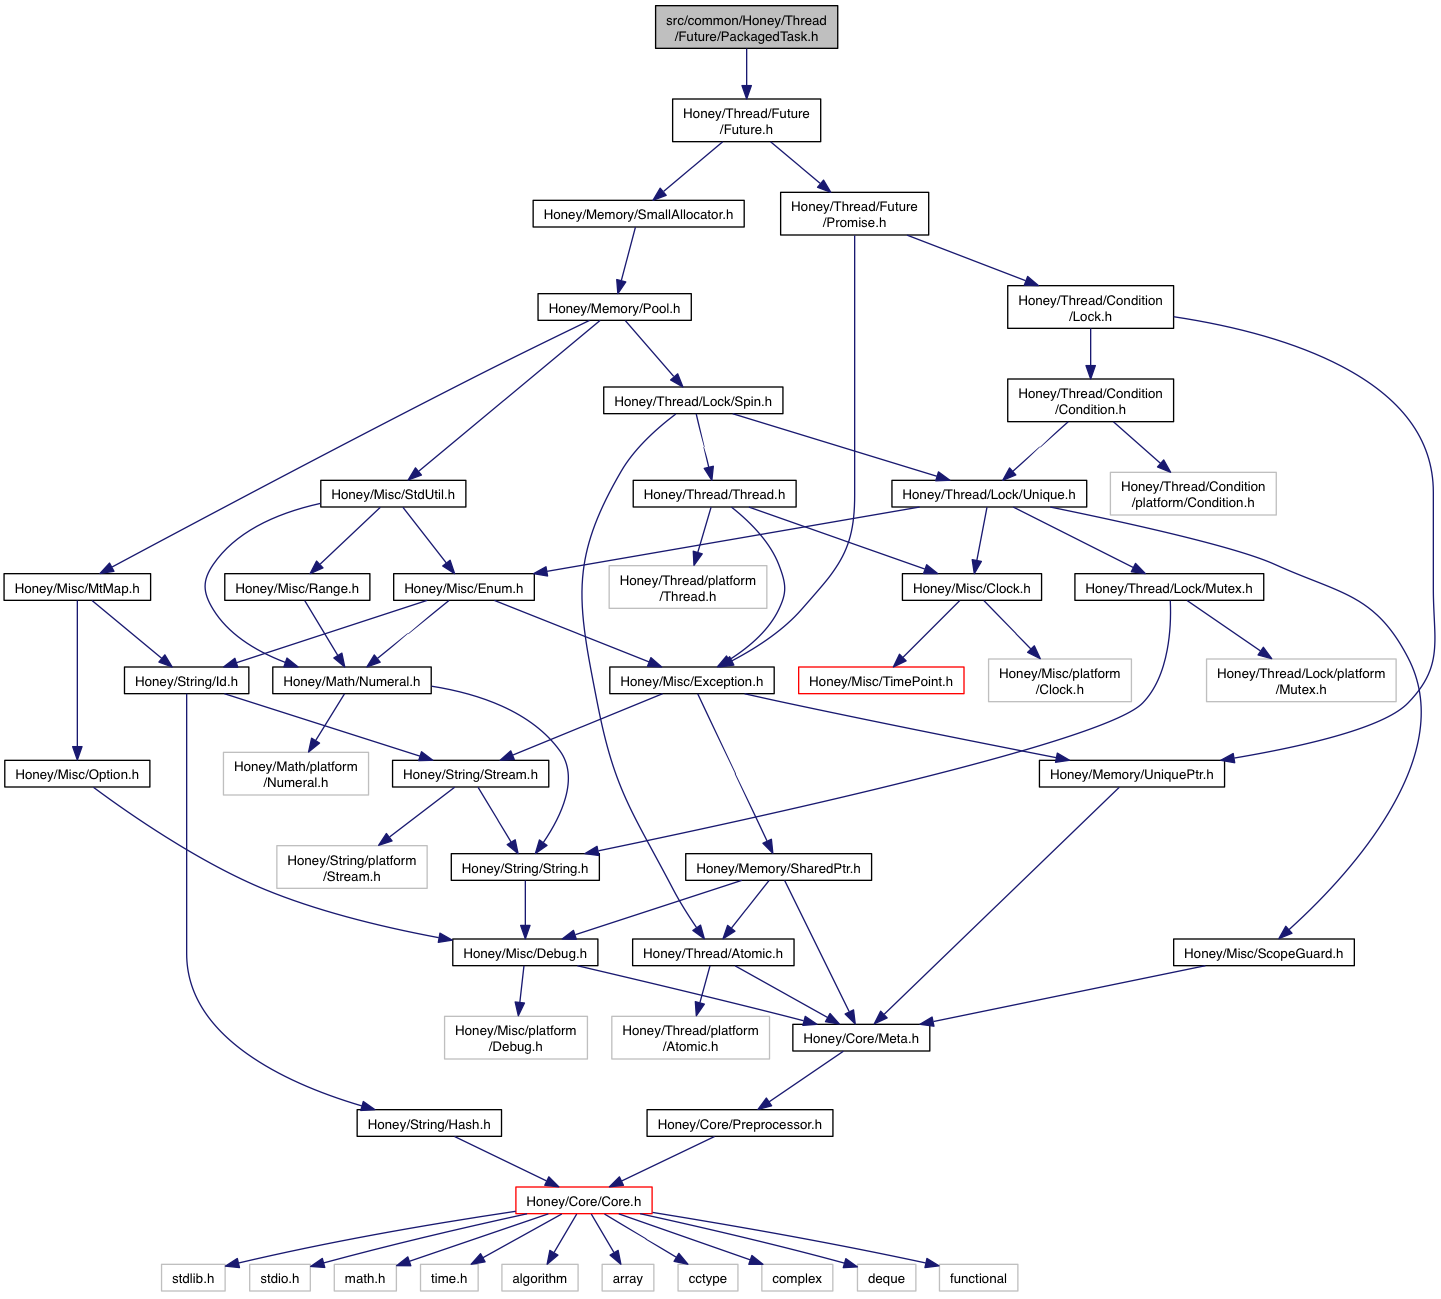 src/common/Honey/Thread
/Future/PackagedTask.h
Honey/Thread/Future
/Future.h
Honey/Memory/SmallAllocator.h
Honey/Thread/Future
/Promise.h
Honey/Memory/Pool.h
Honey/Thread/Condition
/Lock.h
Honey/Thread/Lock/Spin.h
Honey/Thread/Condition
/Condition.h
Honey/Misc/StdUtil.h
Honey/Thread/Thread.h
Honey/Thread/Lock/Unique.h
Honey/Thread/Condition
/platform/Condition.h
Honey/Misc/MtMap.h
Honey/Misc/Range.h
Honey/Misc/Enum.h
Honey/Thread/platform
/Thread.h
Honey/Misc/Clock.h
Honey/Thread/Lock/Mutex.h
Honey/String/Id.h
Honey/Math/Numeral.h
Honey/Misc/Exception.h
Honey/Misc/TimePoint.h
Honey/Misc/platform
/Clock.h
Honey/Thread/Lock/platform
/Mutex.h
Honey/Misc/Option.h
Honey/Math/platform
/Numeral.h
Honey/String/Stream.h
Honey/Memory/UniquePtr.h
Honey/String/platform
/Stream.h
Honey/String/String.h
Honey/Memory/SharedPtr.h
Honey/Misc/Debug.h
Honey/Thread/Atomic.h
Honey/Misc/ScopeGuard.h
Honey/Misc/platform
/Debug.h
Honey/Thread/platform
/Atomic.h
Honey/Core/Meta.h
Honey/String/Hash.h
Honey/Core/Preprocessor.h
Honey/Core/Core.h
stdlib.h
stdio.h
math.h
time.h
algorithm
array
cctype
complex
deque
functional